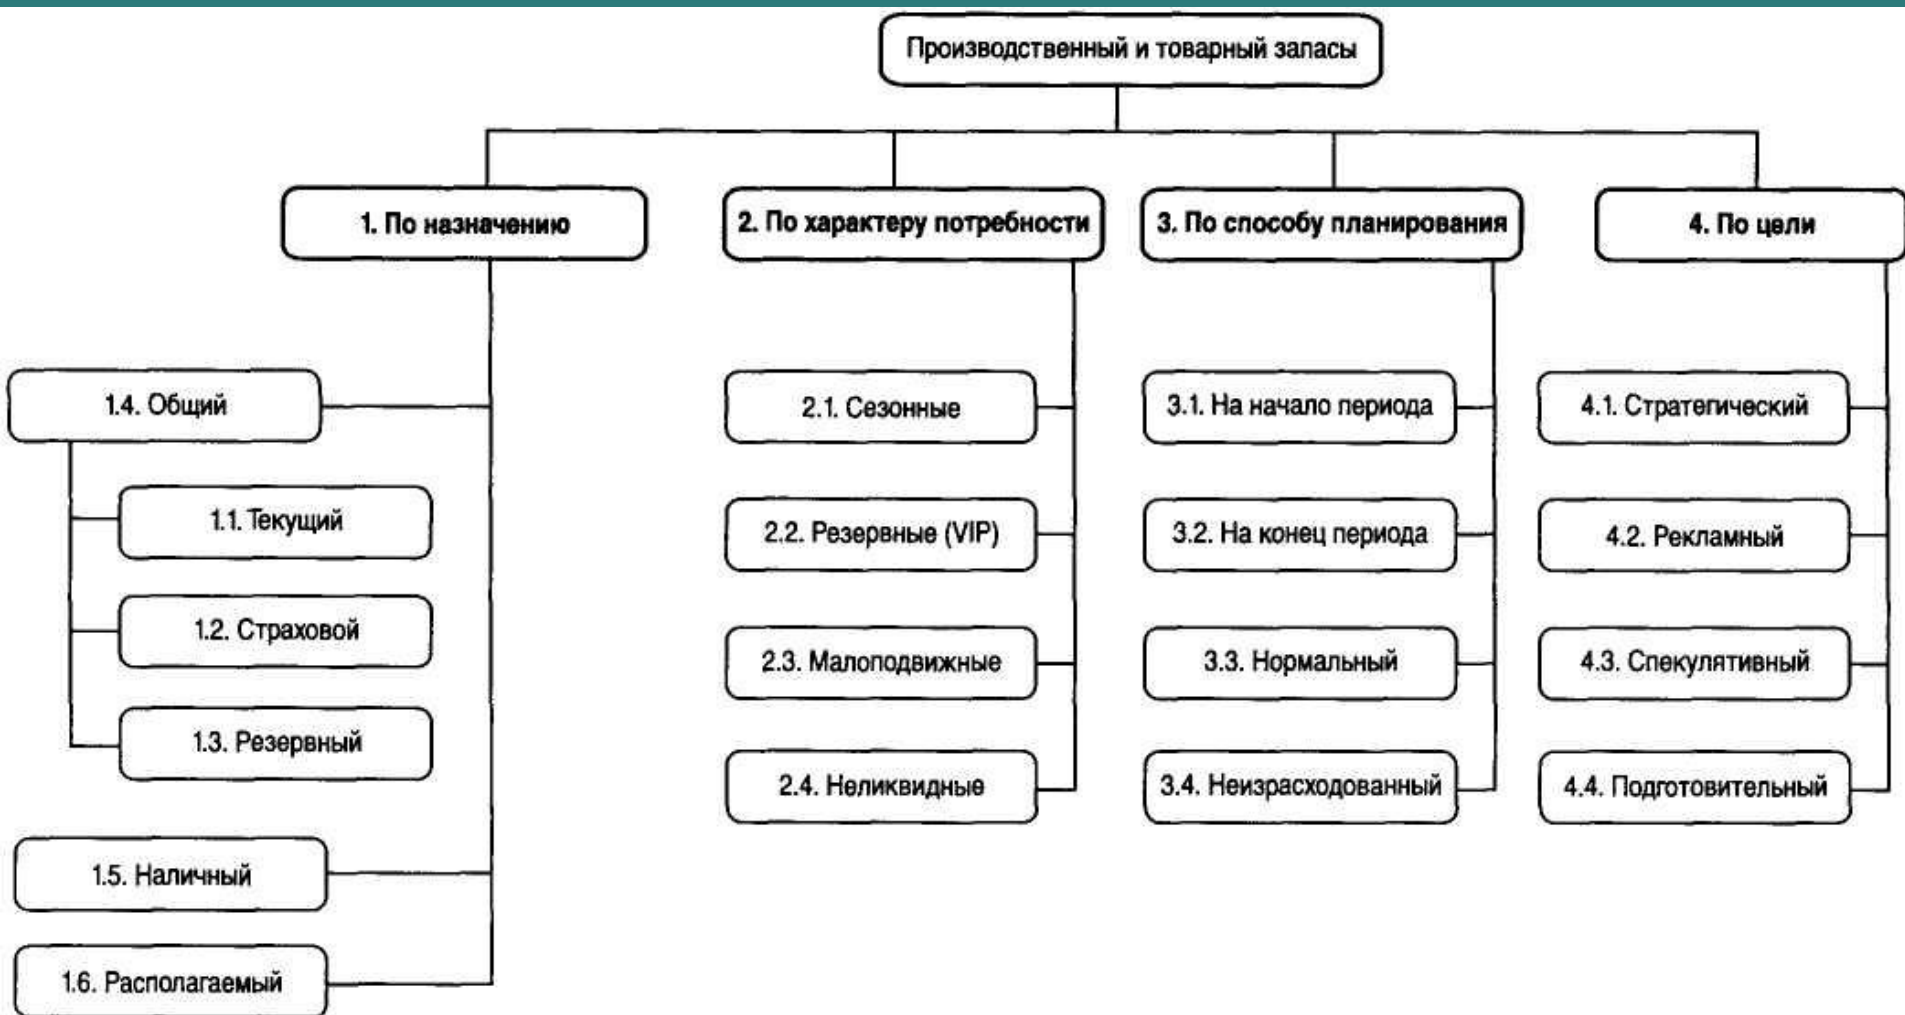 Производственный и товарный запасы
1. По назначению
2. По характеру потребности
3. По способу планирования
4. По цели
1.4. Общий
1.1. Текущий
1.2. Страховой
1.3. Резервный
1.5. Наличный
1.6. Располагаемый
2.1. Сезонные
2.2. Резервные (VIP)
2.3. Малоподвижные
2.4. Неликвидные
3.1. На начало периода
3.2. На конец периода
3.3. Нормальный
3.4. Неизрасходованный
4.1. Стратегический
4.2. Рекламный
4.3. Спекулятивный
4.4. Подготовительный